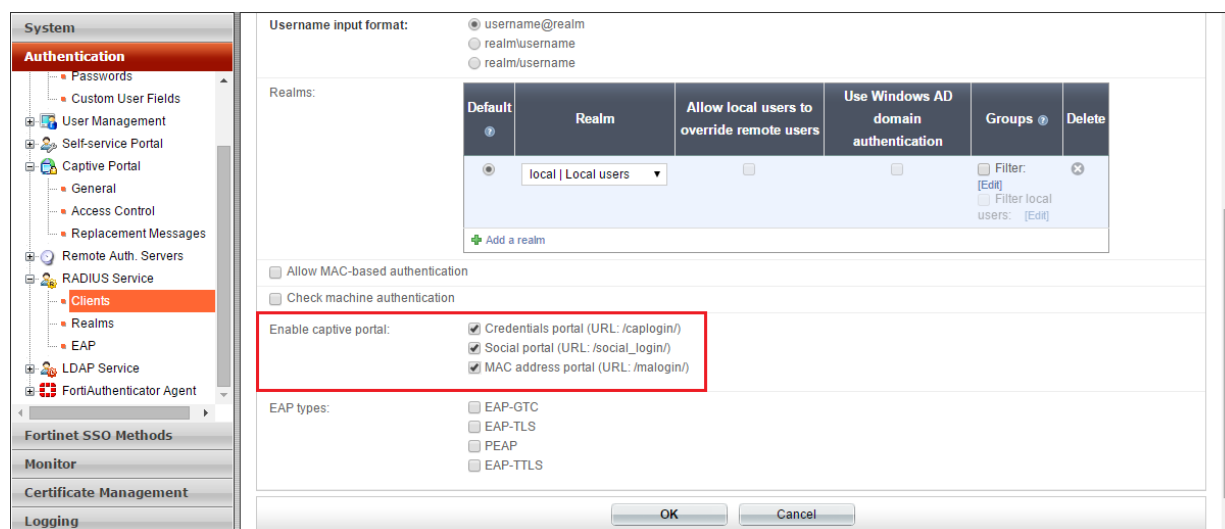 System
Authentication
Passwords
Custom User Fields
User Management
Self-service Portal
Captive Portal
General
Access Control
Replacement Messages
Remote Auth. Servers
RADIUS Service
Clients
Realms
EAP
LDAP Service
FortiAuthenticator Agent
Fortinet SSO Methods
Monitor
Certificate Management
Logging
Username input format:
username@realm
realm\username
realm/username
Realms:
Default
Realm
Allow local users to
override remote users
Use Windows AD
domain
authentication
Groups
Delete
local | Local users
Filter:
[Edit]
Filter local
users: [Edit]
Add a realm
Allow MAC-based authentication
Check machine authentication
Enable captive portal:
Credentials portal (URL: /caplogin/)
Social portal (URL: /social_login/)
MAC address portal (URL: /malogin/)
EAP types:
EAP-GTC
EAP-TLS
PEAP
EAP-TTLS
OK
Cancel